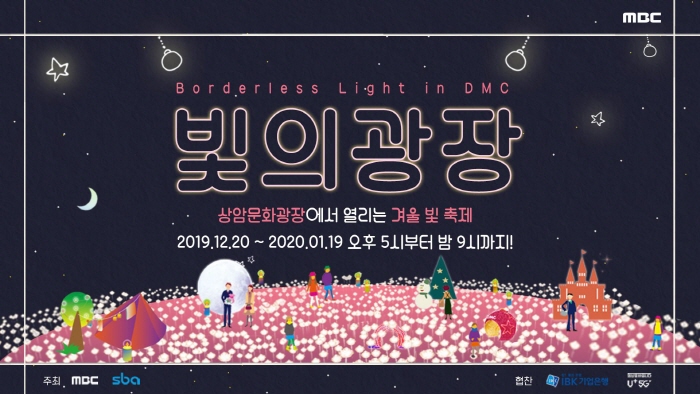 MBC
Borderless Light in DMC
빛의광장
상암문화광장에서 열리는 겨울 빛 축제
2019.12.20 ~ 2020.01.19 오후 5시부터 밤 9시까지!
주최 MBC sba 협찬 IBK기업은행 U+5G